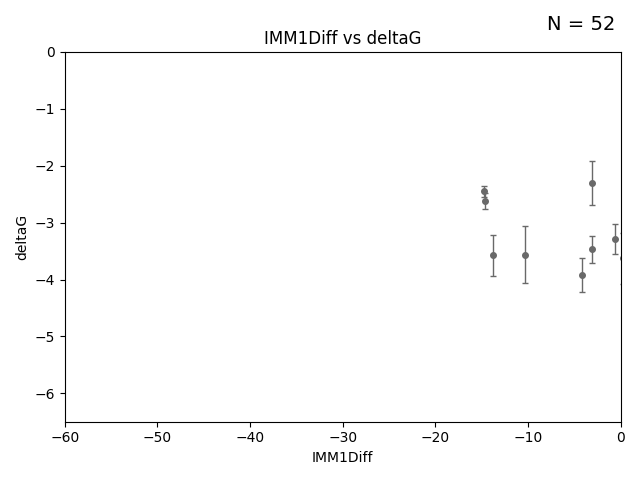 N = 52
IMM1Diff vs deltaG
deltaG
0
−1
−2
−3
−4
−5
−6
−60 −50 −40 −30 −20 −10 0
IMM1Diff